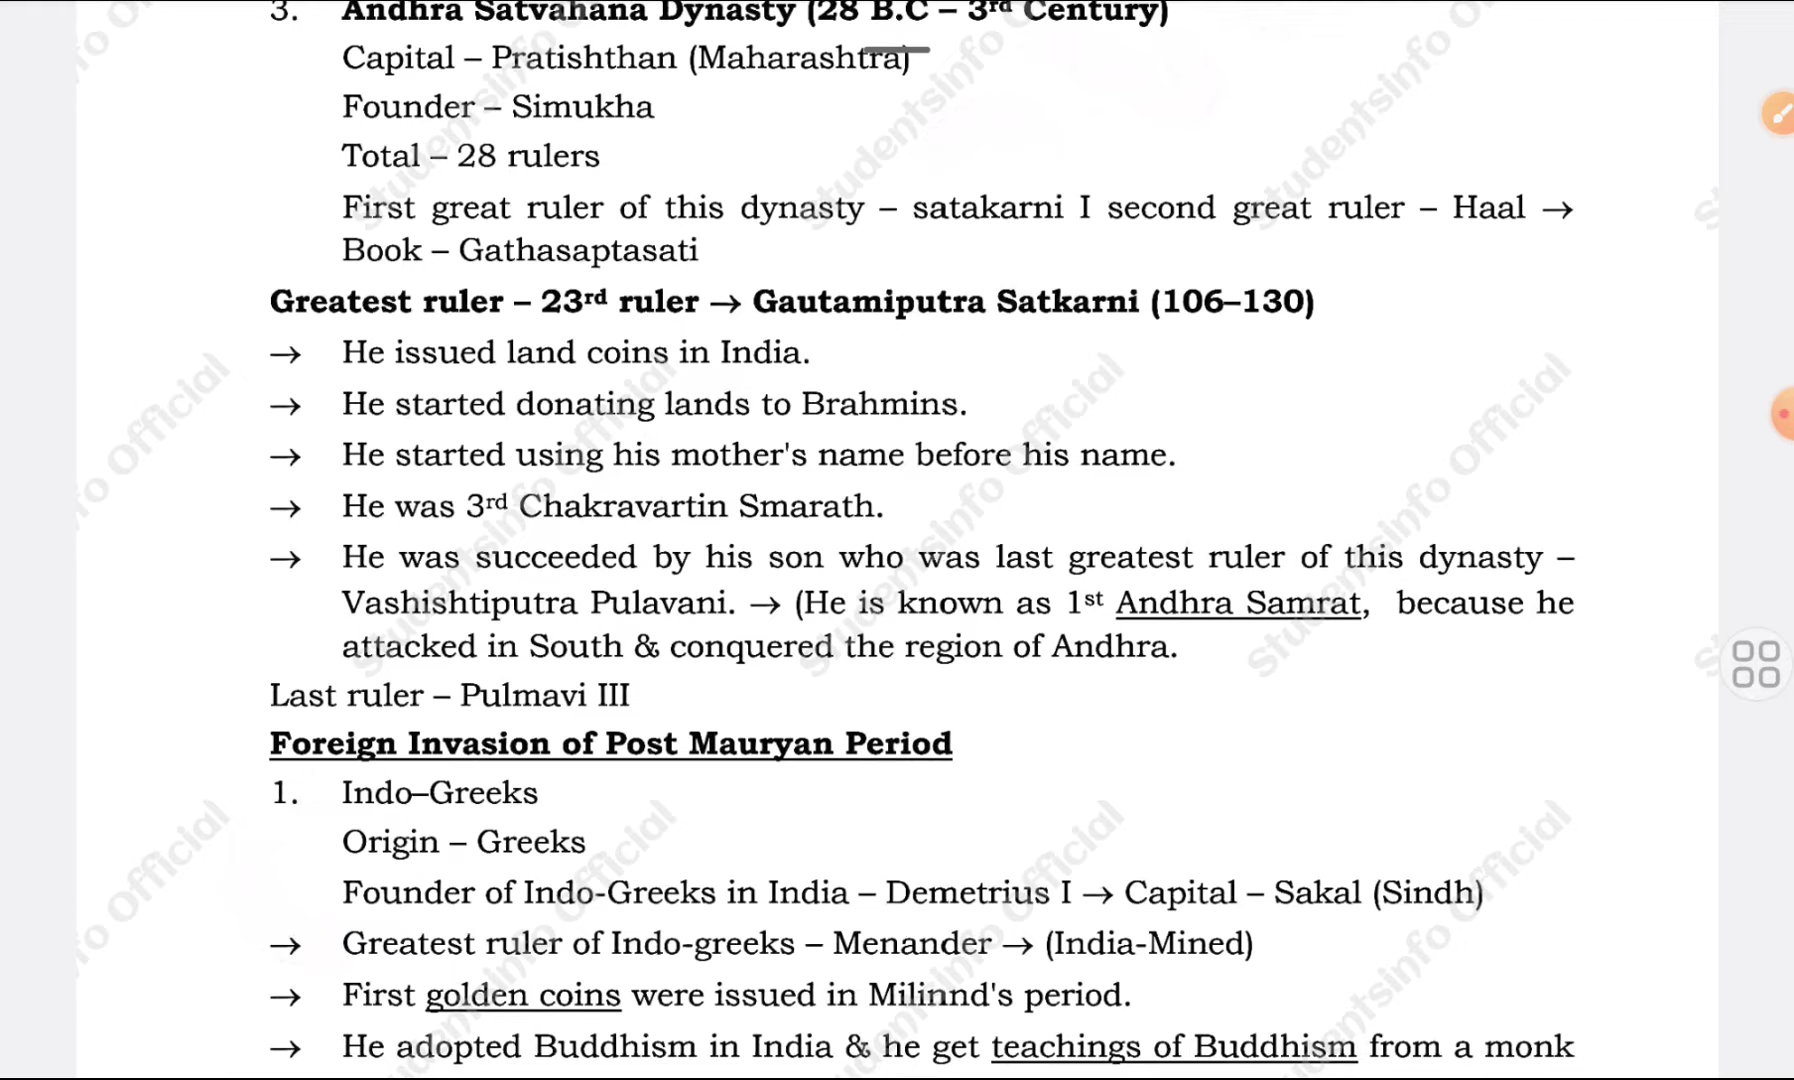 3. Andhra Satvahana Dynasty (28 B.C – 3rd Century)
Capital – Pratishthan (Maharashtra)
Founder – Simukha
Total – 28 rulers
First great ruler of this dynasty – satakarni I second great ruler – Haal →
Book – Gathasaptasati
Greatest ruler – 23rd ruler → Gautamiputra Satkarni (106–130)
→ He issued land coins in India.
→ He started donating lands to Brahmins.
→ He started using his mother's name before his name.
→ He was 3rd Chakravartin Smarath.
→ He was succeeded by his son who was last greatest ruler of this dynasty –
Vashishtiputra Pulavani. → (He is known as 1st Andhra Samrat, because he
attacked in South & conquered the region of Andhra.
Last ruler – Pulmavi III
Foreign Invasion of Post Mauryan Period
1. Indo–Greeks
Origin – Greeks
Founder of Indo-Greeks in India – Demetrius I → Capital – Sakal (Sindh)
→ Greatest ruler of Indo-greeks – Menander → (India-Mined)
→ First golden coins were issued in Milinnd's period.
→ He adopted Buddhism in India & he get teachings of Buddhism from a monk
Studentsinfo Official